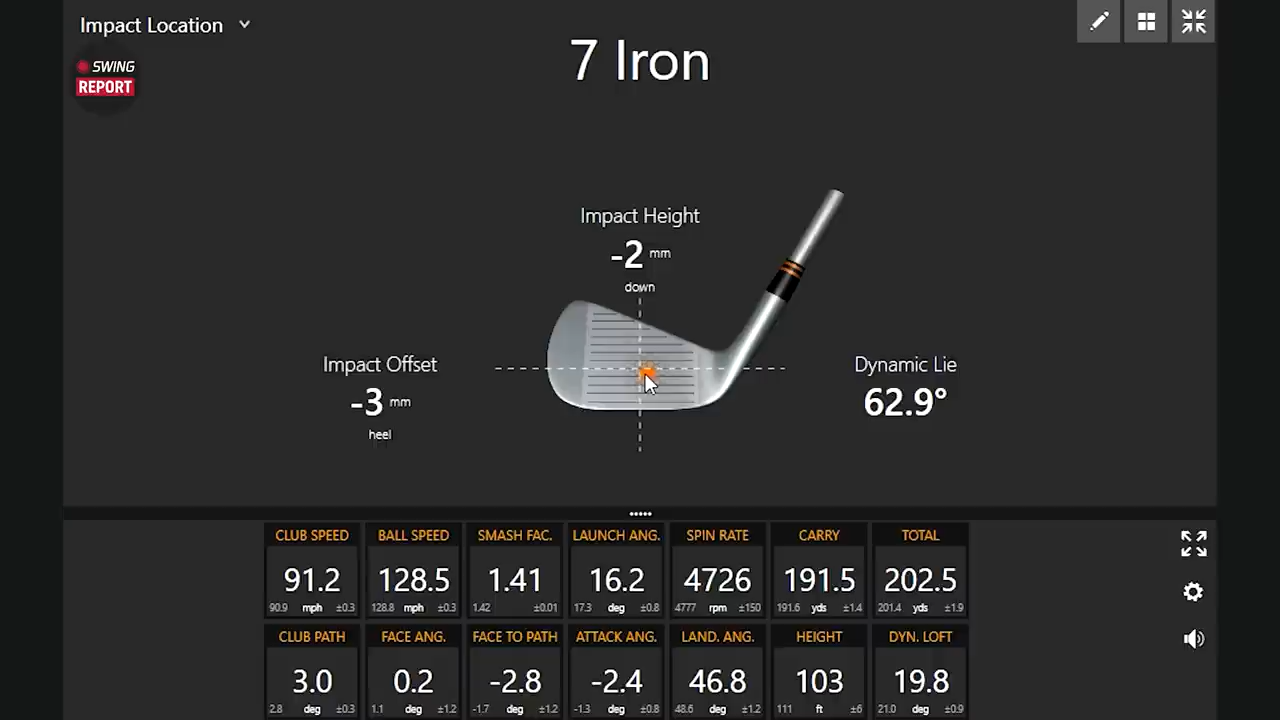 Impact Location
SWING
REPORT
7 Iron
Impact Height
-2 mm
down
Impact Offset
-3 mm
heel
Dynamic Lie
62.9°
CLUB SPEED BALL SPEED SMASH FAC. LAUNCH ANG. SPIN RATE CARRY TOTAL
91.2 128.5 1.41 16.2 4726 191.5 202.5
90.9 mph ±0.3 128.8 mph ±0.3 1.42 ±0.01 17.3 deg ±0.8 4777 rpm ±150 191.6 yds ±1.4 201.4 yds ±1.9
CLUB PATH FACE ANG. FACE TO PATH ATTACK ANG. LAND. ANG. HEIGHT DYN. LOFT
3.0 0.2 -2.8 -2.4 46.8 103 19.8
2.8 deg ±0.3 1.1 deg ±1.2 -1.7 deg ±1.2 -1.3 deg ±0.8 48.6 deg ±1.2 111 ft ±6 21.0 deg ±0.9